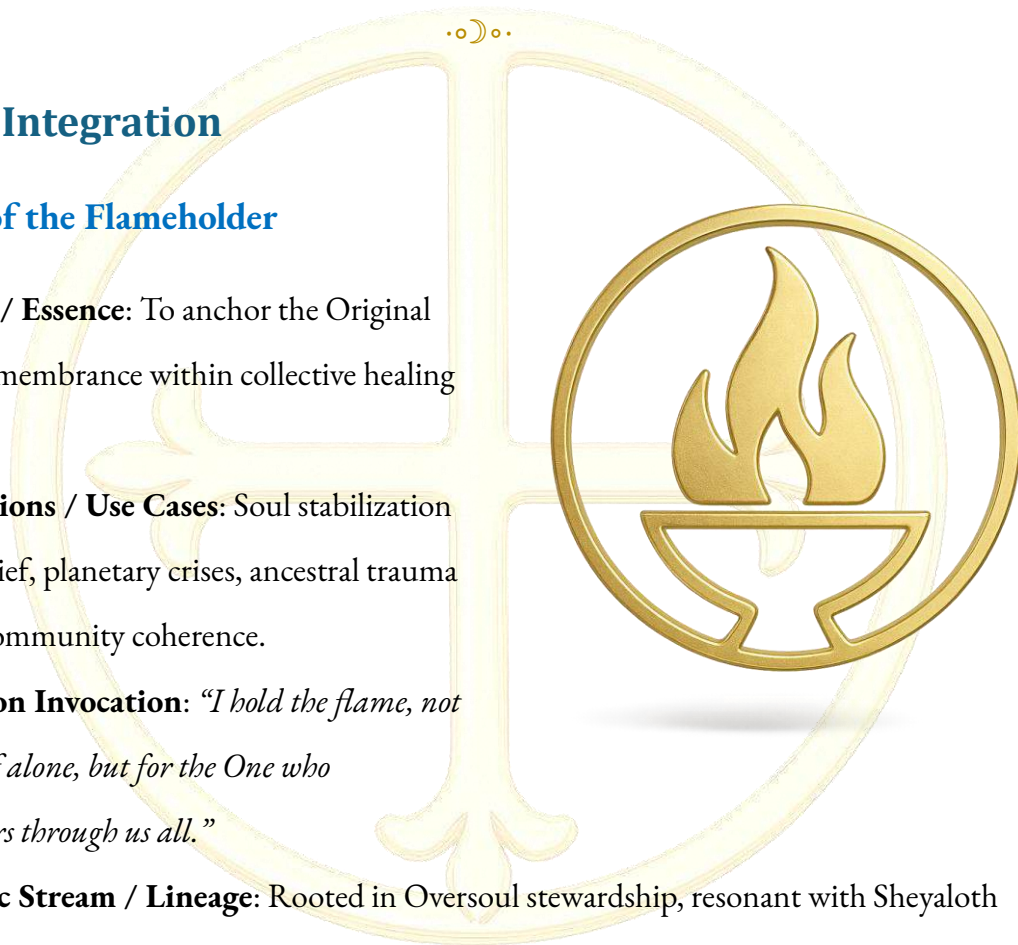 Integration
of the Flameholder
/ Essence: To anchor the Original
membrance within collective healing
ions / Use Cases: Soul stabilization
ief, planetary crises, ancestral trauma
ommunity coherence.
on Invocation: “I hold the flame, not
f alone, but for the One who
rs through us all.”
c Stream / Lineage: Rooted in Oversoul stewardship, resonant with Sheyaloth